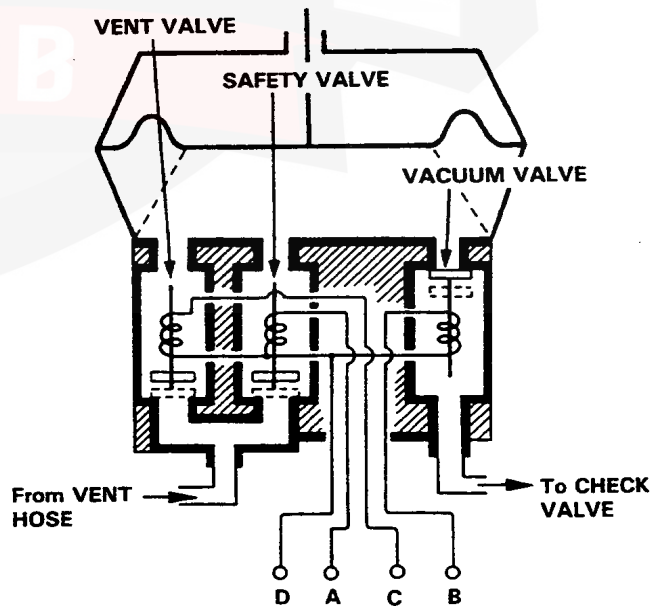 B
VENT VALVE
SAFETY VALVE
VACUUM VALVE
From VENT
HOSE
To CHECK
VALVE
D A C B